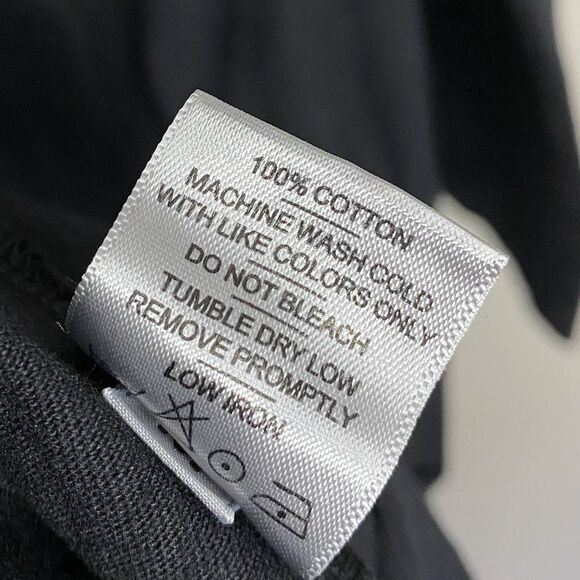 100% COTTON
MACHINE WASH COLD
WITH LIKE COLORS ONLY
DO NOT BLEACH
TUMBLE DRY LOW
REMOVE PROMPTLY
LOW IRON